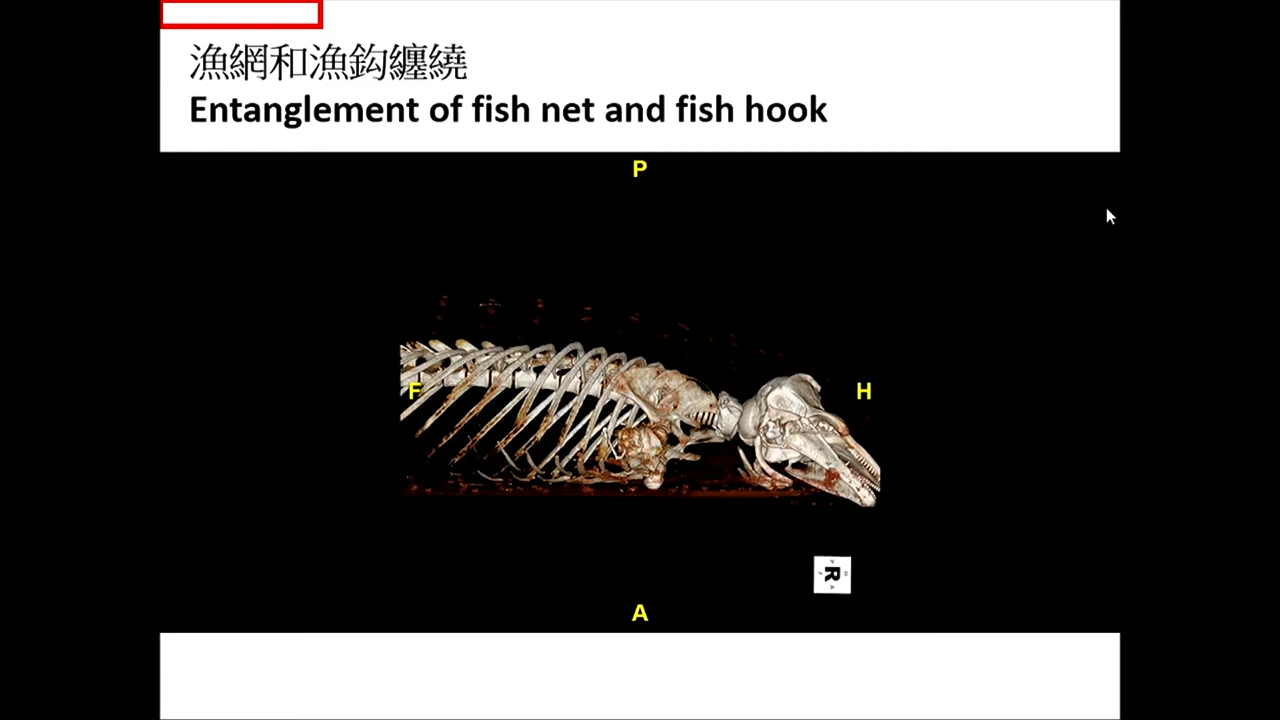 漁網和漁鈎纏繞
Entanglement of fish net and fish hook
P
F
H
R
A